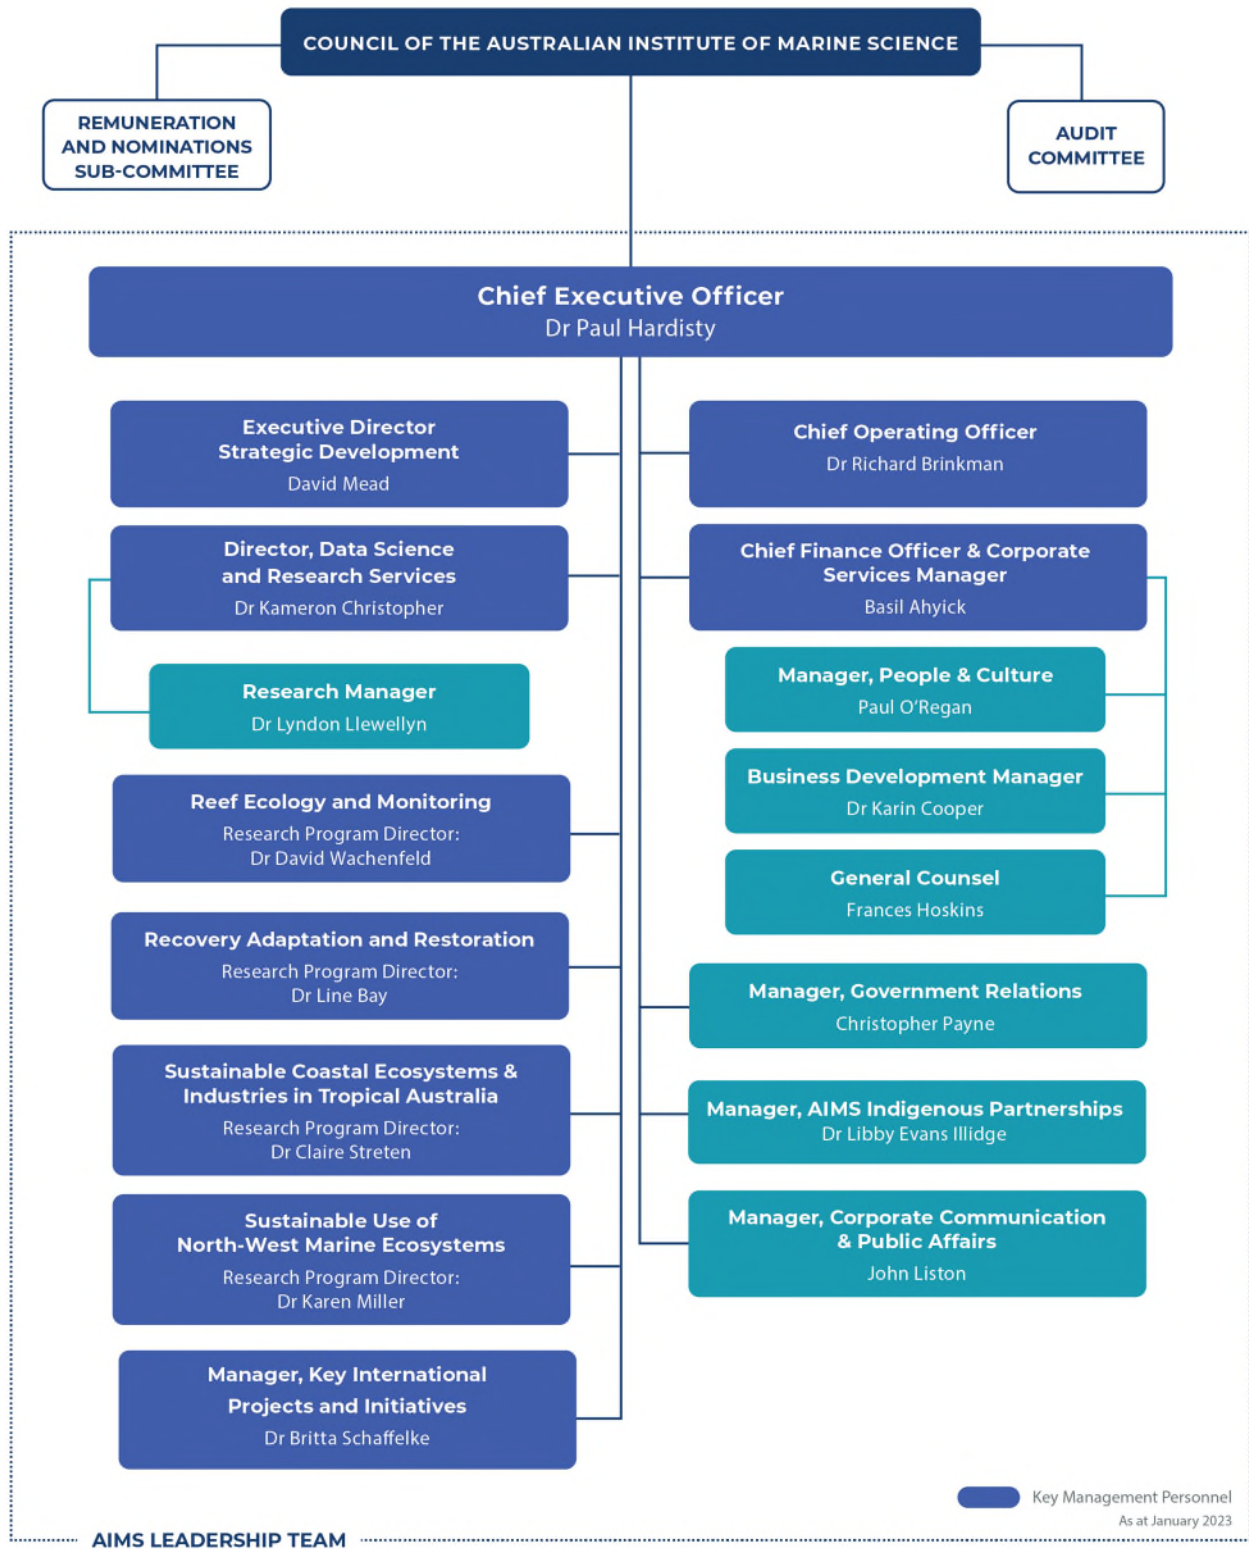 COUNCIL OF THE AUSTRALIAN INSTITUTE OF MARINE SCIENCE
REMUNERATION
AND NOMINATIONS
SUB-COMMITTEE
AUDIT
COMMITTEE
Chief Executive Officer
Dr Paul Hardisty
Executive Director
Strategic Development
David Mead
Director, Data Science
and Research Services
Dr Kameron Christopher
Research Manager
Dr Lyndon Llewellyn
Reef Ecology and Monitoring
Research Program Director:
Dr David Wachenfeld
Recovery Adaptation and Restoration
Research Program Director:
Dr Line Bay
Sustainable Coastal Ecosystems &
Industries in Tropical Australia
Research Program Director:
Dr Claire Streten
Sustainable Use of
North-West Marine Ecosystems
Research Program Director:
Dr Karen Miller
Manager, Key International
Projects and Initiatives
Dr Britta Schaffelke
Chief Operating Officer
Dr Richard Brinkman
Chief Finance Officer & Corporate
Services Manager
Basil Ahyick
Manager, People & Culture
Paul O'Regan
Business Development Manager
Dr Karin Cooper
General Counsel
Frances Hoskins
Manager, Government Relations
Christopher Payne
Manager, AIMS Indigenous Partnerships
Dr Libby Evans Illidge
Manager, Corporate Communication
& Public Affairs
John Liston
Key Management Personnel
As at January 2023
AIMS LEADERSHIP TEAM